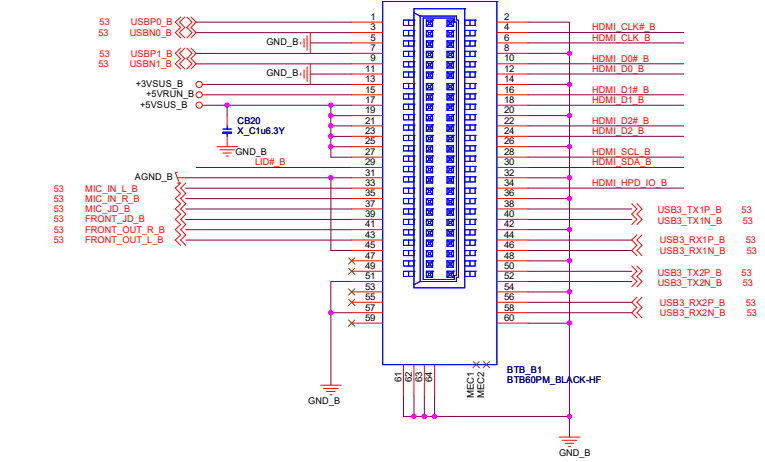 53 USBP0_B 1 2
53 USBN0_B 3 4 HDMI_CLK#_B
GND_B 5 6 HDMI_CLK_B
53 USBP1_B 7 8
53 USBN1_B 9 10 HDMI_D0#_B
GND_B 11 12 HDMI_D0_B
+3VSUS_B 13 14
+5VRUN_B 15 16 HDMI_D1#_B
+5VSUS_B 17 18 HDMI_D1_B
19 20
CB20 21 22 HDMI_D2#_B
X_C1u6.3Y 23 24 HDMI_D2_B
25 26
GND_B 27 28 HDMI_SCL_B
LID#_B 29 30 HDMI_SDA_B
AGND_B 31 32
53 MIC_IN_L_B 33 34 HDMI_HPD_IO_B
53 MIC_IN_R_B 35 36
53 MIC_JD_B 37 38 USB3_TX1P_B 53
53 FRONT_JD_B 39 40 USB3_TX1N_B 53
53 FRONT_OUT_R_B 41 42
53 FRONT_OUT_L_B 43 44 USB3_RX1P_B 53
45 46 USB3_RX1N_B 53
47 48
49 50 USB3_TX2P_B 53
51 52 USB3_TX2N_B 53
53 54
55 56 USB3_RX2P_B 53
57 58 USB3_RX2N_B 53
59 60
61 62 63 64 MEC1 MEC2
BTB_B1
BTB60PM_BLACK-HF
GND_B
GND_B